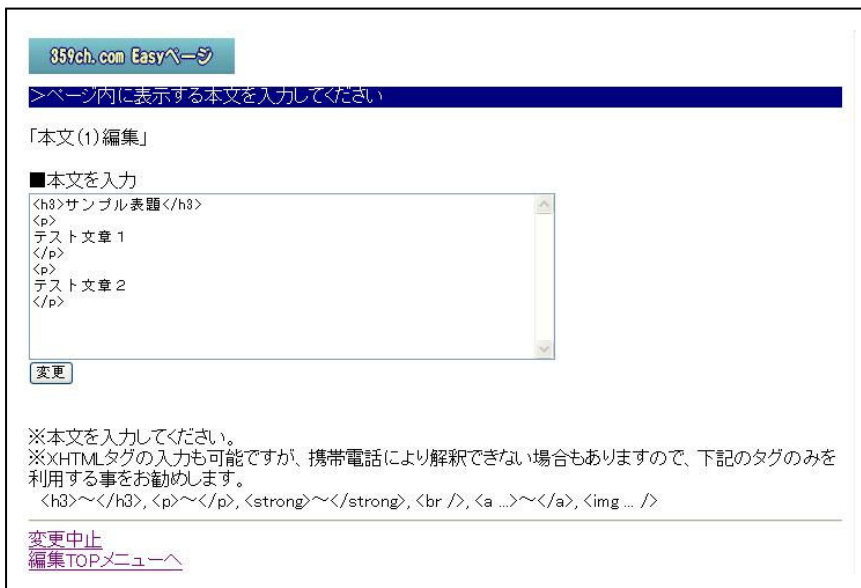 359ch.com Easyページ
>ページ内に表示する本文を入力してください
「本文(1)編集」
■本文を入力
<h3>サンプル表題</h3>
<p>
テスト文章１
</p>
<p>
テスト文章２
</p>
変更
※本文を入力してください。
※XHTMLタグの入力も可能ですが、携帯電話により解釈できない場合もありますので、下記のタグのみを
利用する事をお勧めします。
<h3>～</h3>, <p>～</p>, <strong>～</strong>, <br />, <a ...>～</a>, <img ... />
変更中止
編集TOPメニューへ